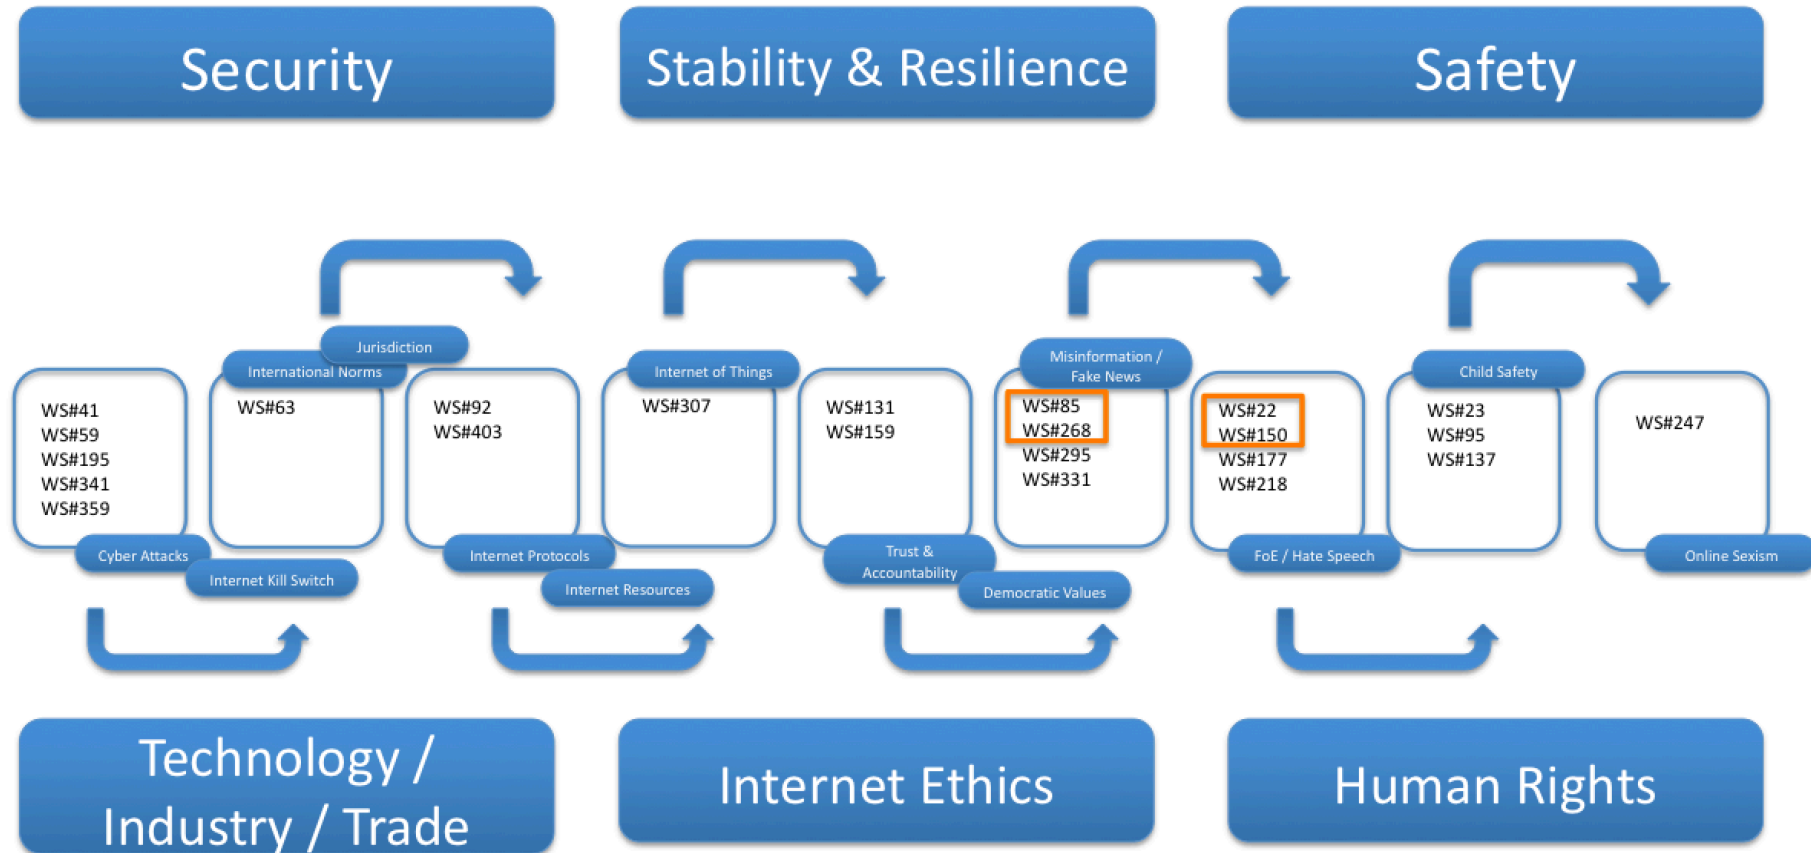 Security
Stability & Resilience
Safety
Jurisdiction
International Norms
Internet of Things
Misinformation /
Fake News
Child Safety
WS#41
WS#59
WS#195
WS#341
WS#359
WS#63
WS#92
WS#403
WS#307
WS#131
WS#159
WS#85
WS#268
WS#295
WS#331
WS#22
WS#150
WS#177
WS#218
WS#23
WS#95
WS#137
WS#247
Cyber Attacks
Internet Kill Switch
Internet Protocols
Internet Resources
Trust &
Accountability
Democratic Values
FoE / Hate Speech
Online Sexism
Technology /
Industry / Trade
Internet Ethics
Human Rights